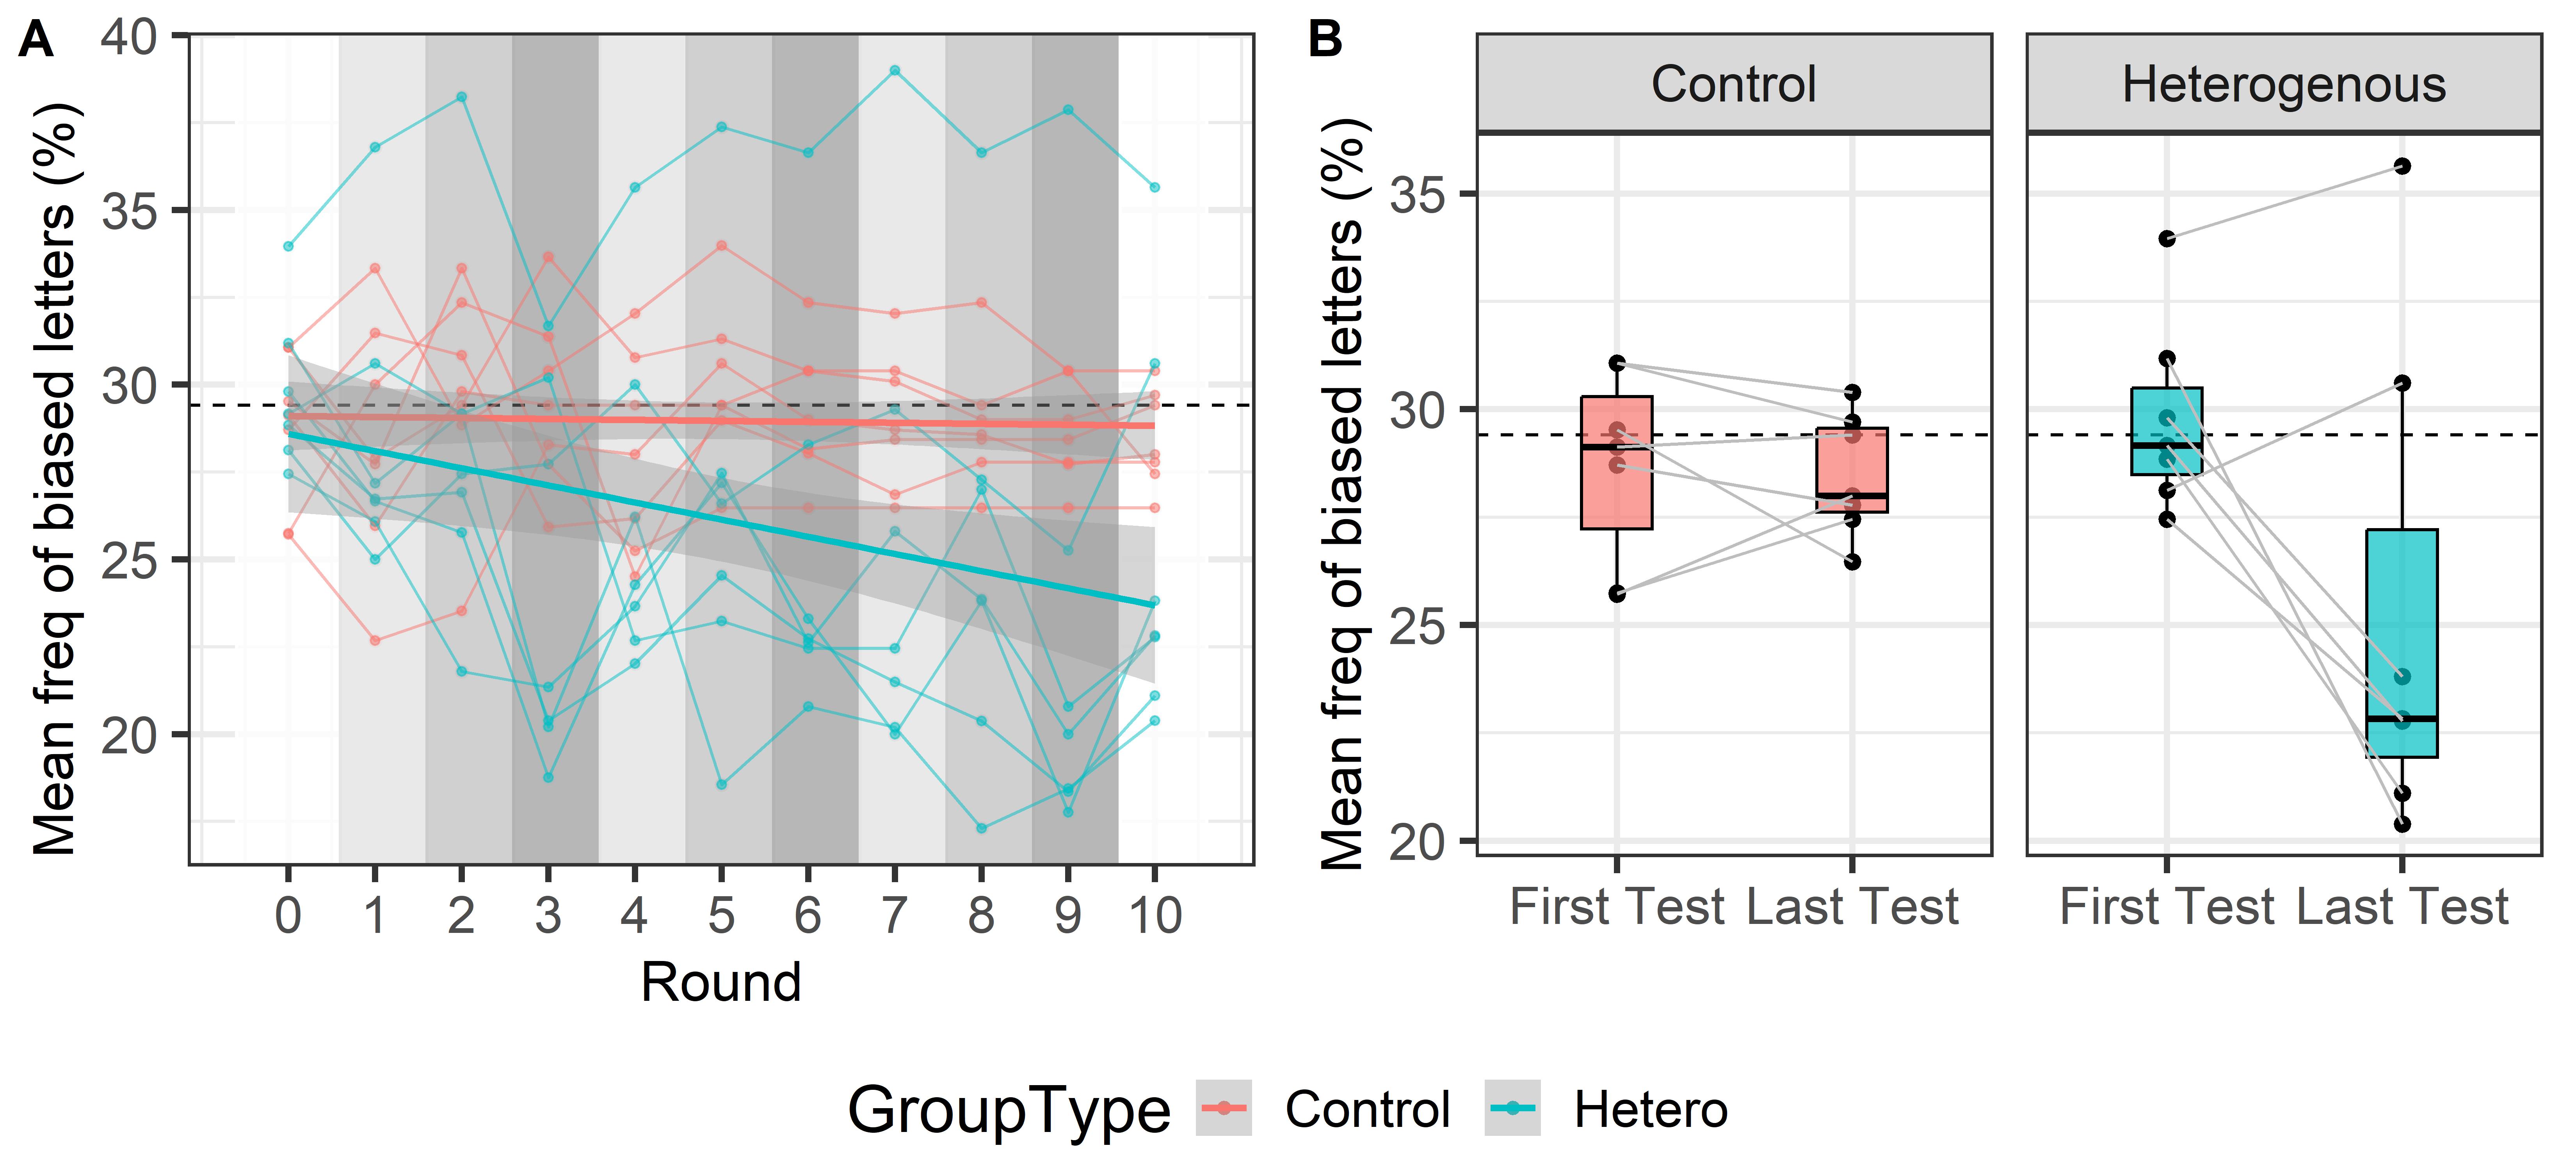 A
B
Mean freq of biased letters (%)
40
35
30
25
20
0 1 2 3 4 5 6 7 8 9 10
Round
Mean freq of biased letters (%)
35
30
25
20
Control
Heterogenous
First Test Last Test
First Test Last Test
GroupType Control Hetero